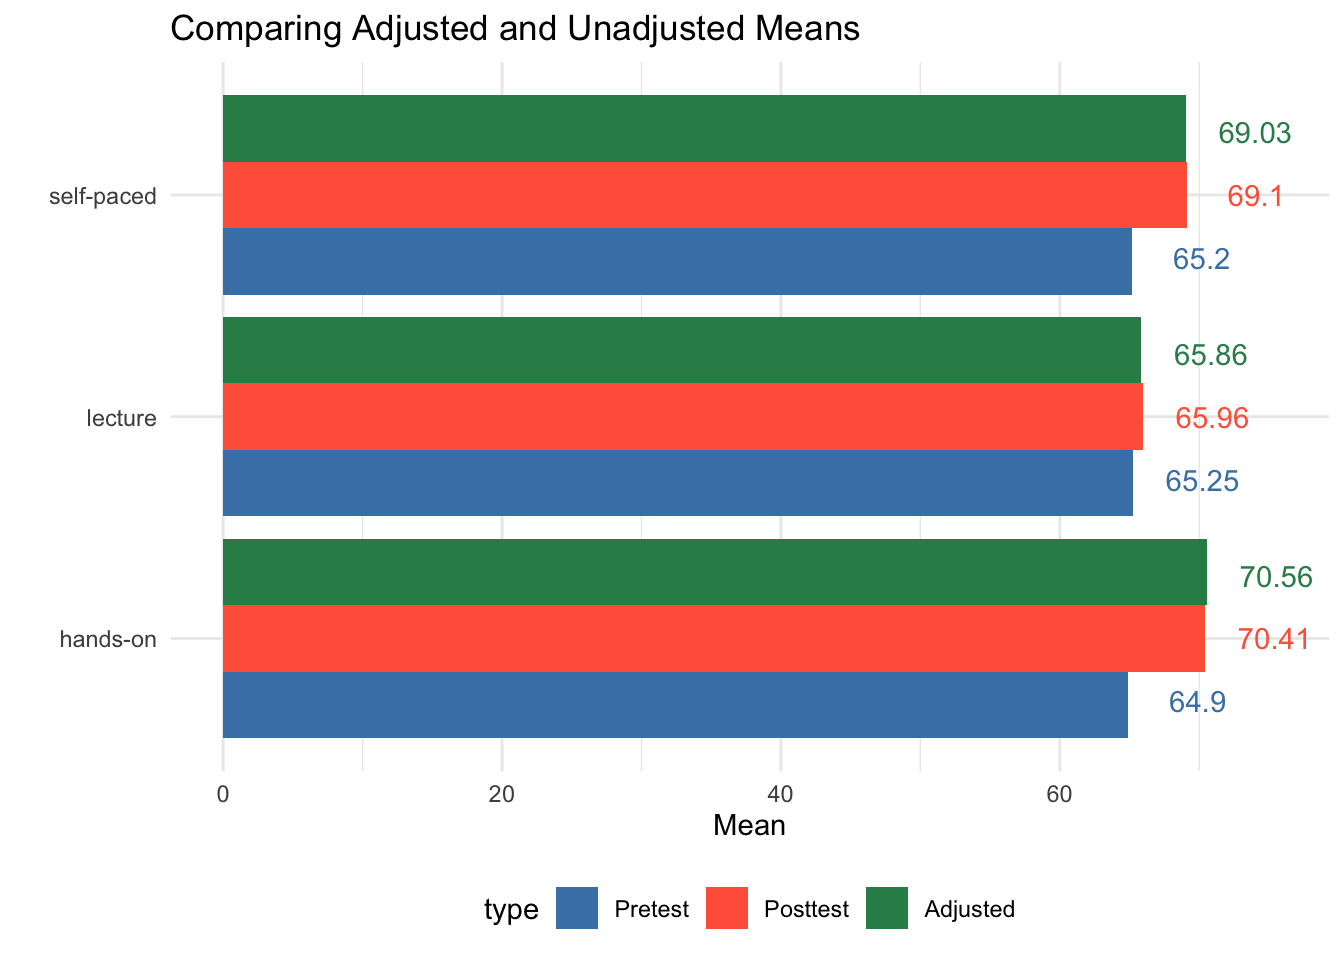 Comparing Adjusted and Unadjusted Means
69.03
self-paced
69.1
65.2
65.86
lecture
65.96
65.25
70.56
hands-on
70.41
64.9
0 20 40 60
Mean
type Pretest Posttest Adjusted